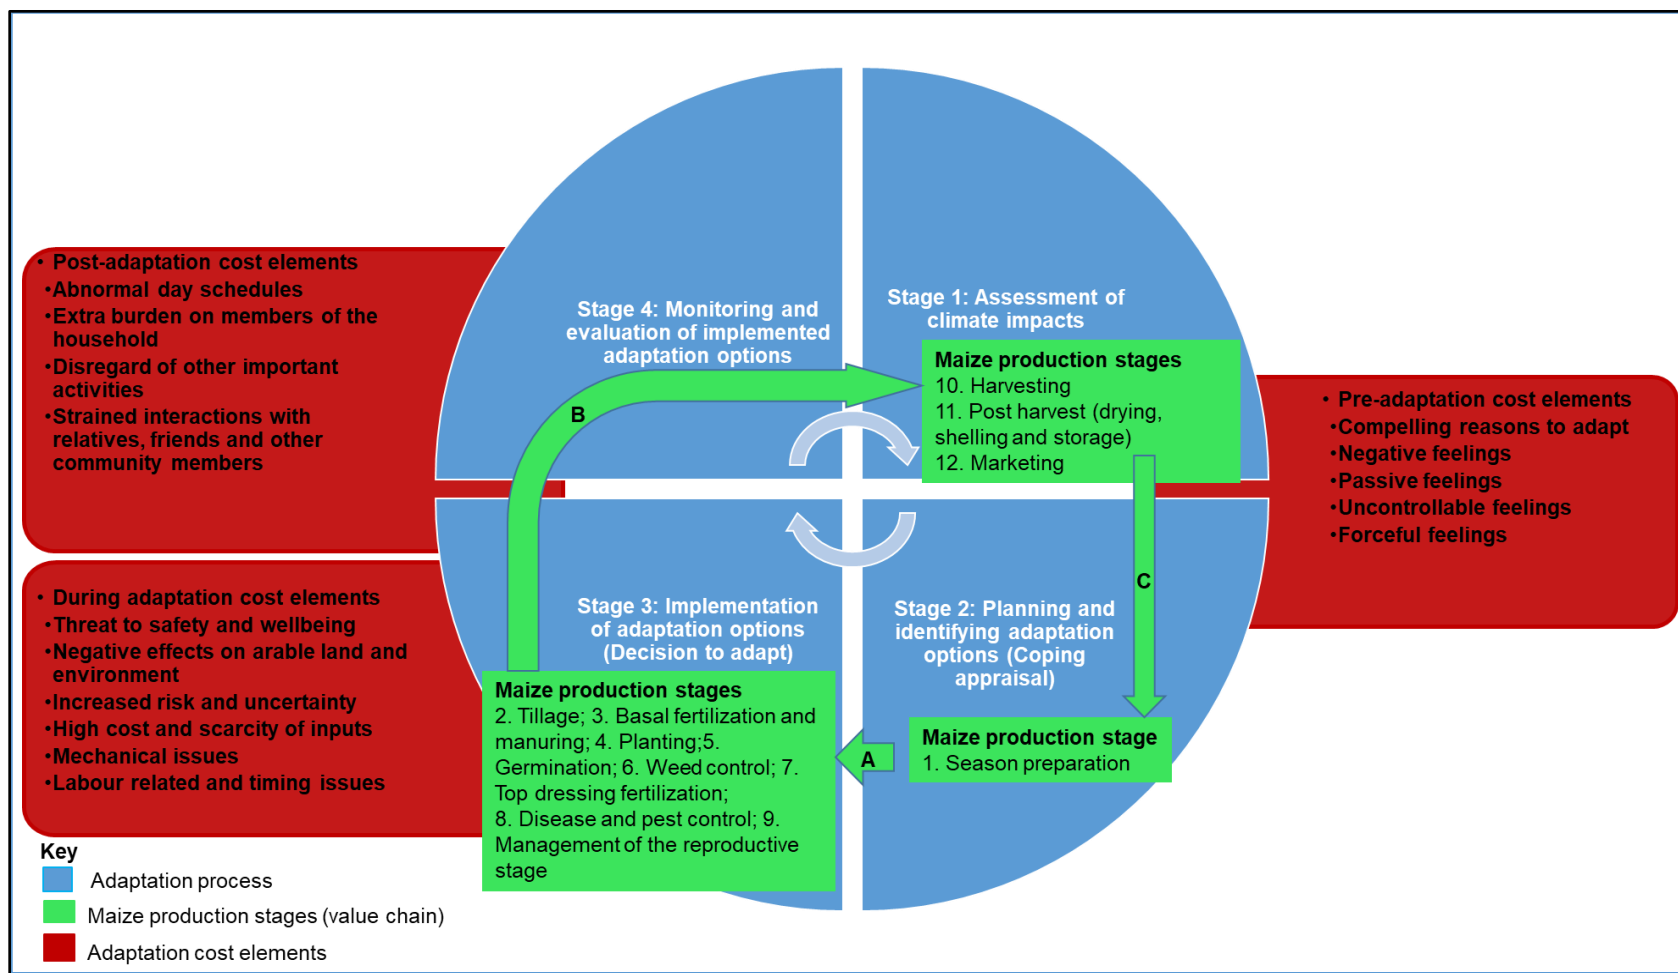 • Post-adaptation cost elements
•Abnormal day schedules
•Extra burden on members of the
household
•Disregard of other important
activities
•Strained interactions with
relatives, friends and other
community members
Stage 4: Monitoring and
evaluation of implemented
adaptation options
Stage 1: Assessment of
climate impacts
Maize production stages
10. Harvesting
11. Post harvest (drying,
shelling and storage)
12. Marketing
B
• Pre-adaptation cost elements
•Compelling reasons to adapt
•Negative feelings
•Passive feelings
•Uncontrollable feelings
•Forceful feelings
• During adaptation cost elements
•Threat to safety and wellbeing
•Negative effects on arable land and
environment
•Increased risk and uncertainty
•High cost and scarcity of inputs
•Mechanical issues
•Labour related and timing issues
Stage 3: Implementation
of adaptation options
(Decision to adapt)
Maize production stages
2. Tillage; 3. Basal fertilization and
manuring; 4. Planting;5.
Germination; 6. Weed control; 7.
Top dressing fertilization;
8. Disease and pest control; 9.
Management of the reproductive
stage
Stage 2: Planning and
identifying adaptation
options (Coping
appraisal)
C
Maize production stage
1. Season preparation
A
Key
Adaptation process
Maize production stages (value chain)
Adaptation cost elements